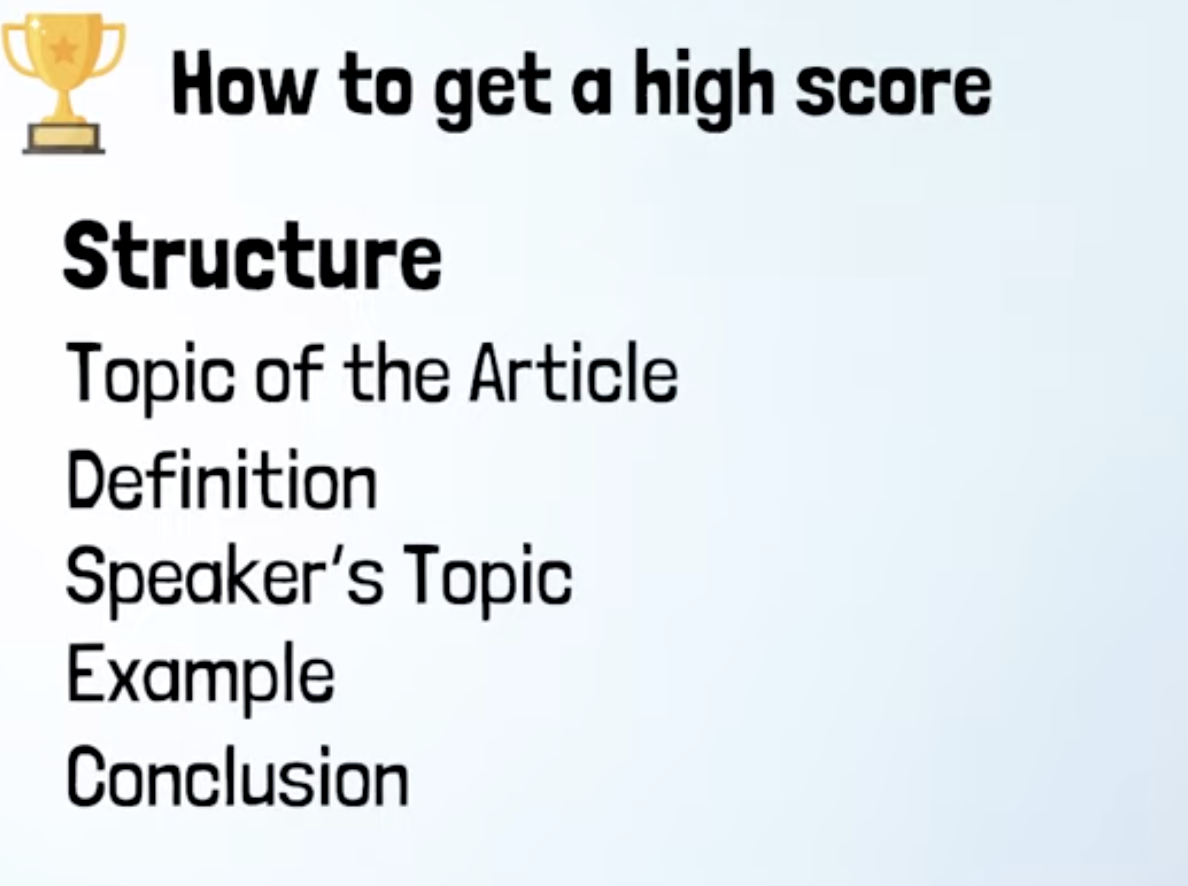 How to get a high score
Structure
Topic of the Article
Definition
Speaker's Topic
Example
Conclusion